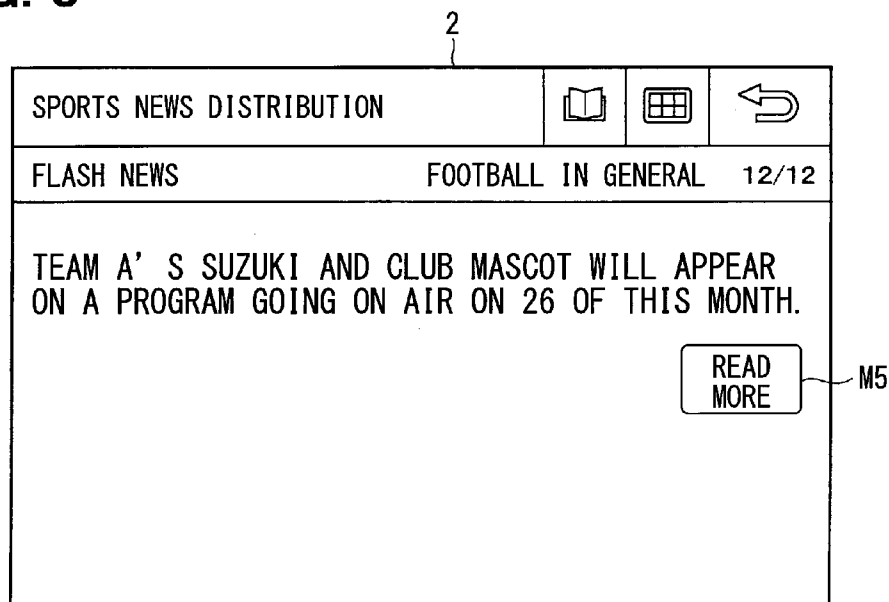 2
SPORTS NEWS DISTRIBUTION
FLASH NEWS FOOTBALL IN GENERAL 12/12
TEAM A' S SUZUKI AND CLUB MASCOT WILL APPEAR
ON A PROGRAM GOING ON AIR ON 26 OF THIS MONTH.
READ
MORE
M5